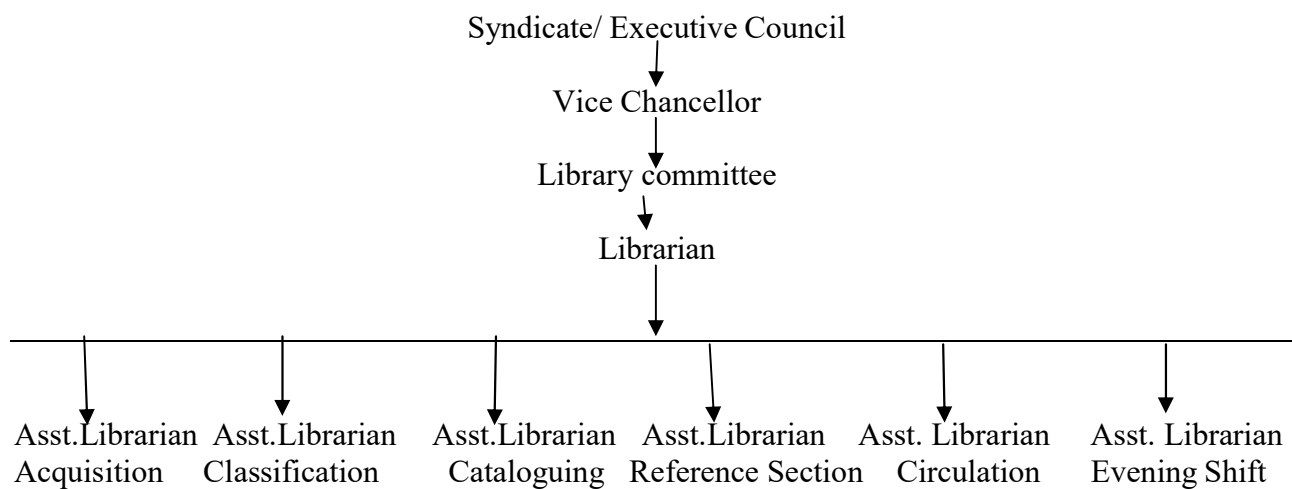 Syndicate/ Executive Council
Vice Chancellor
Library committee
Librarian
Asst.Librarian Asst.Librarian Asst.Librarian Asst.Librarian Asst. Librarian Asst. Librarian
Acquisition Classification Cataloguing Reference Section Circulation Evening Shift